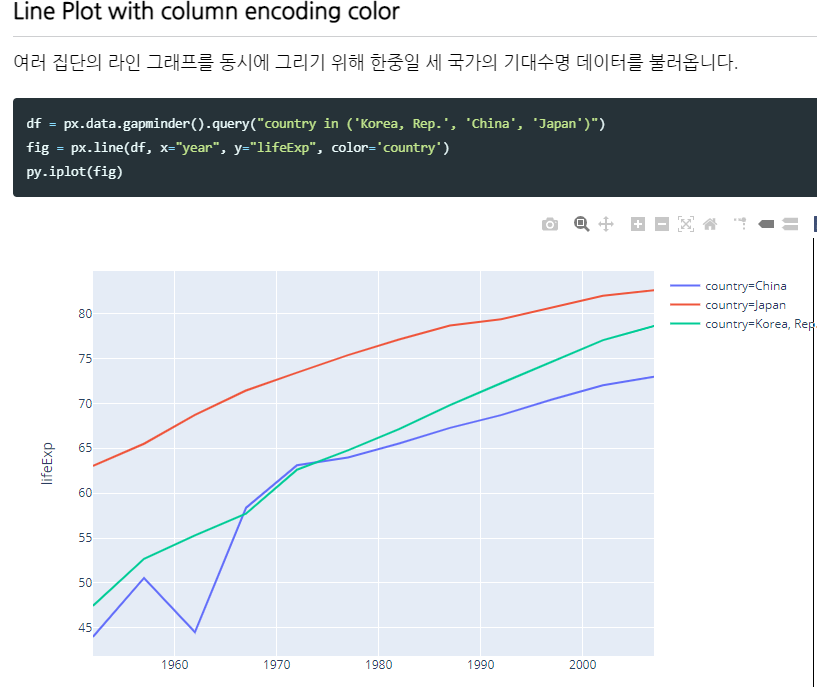 Line Plot with column encoding color
여러 집단의 라인 그래프를 동시에 그리기 위해 한중일 세 국가의 기대수명 데이터를 불러옵니다.
df = px.data.gapminder().query("country in ('Korea, Rep.', 'China', 'Japan')")
fig = px.line(df, x="year", y="lifeExp", color='country')
py.iplot(fig)
country=China
country=Japan
country=Korea, Rep.
80
75
70
65
60
55
50
45
lifeExp
1960
1970
1980
1990
2000